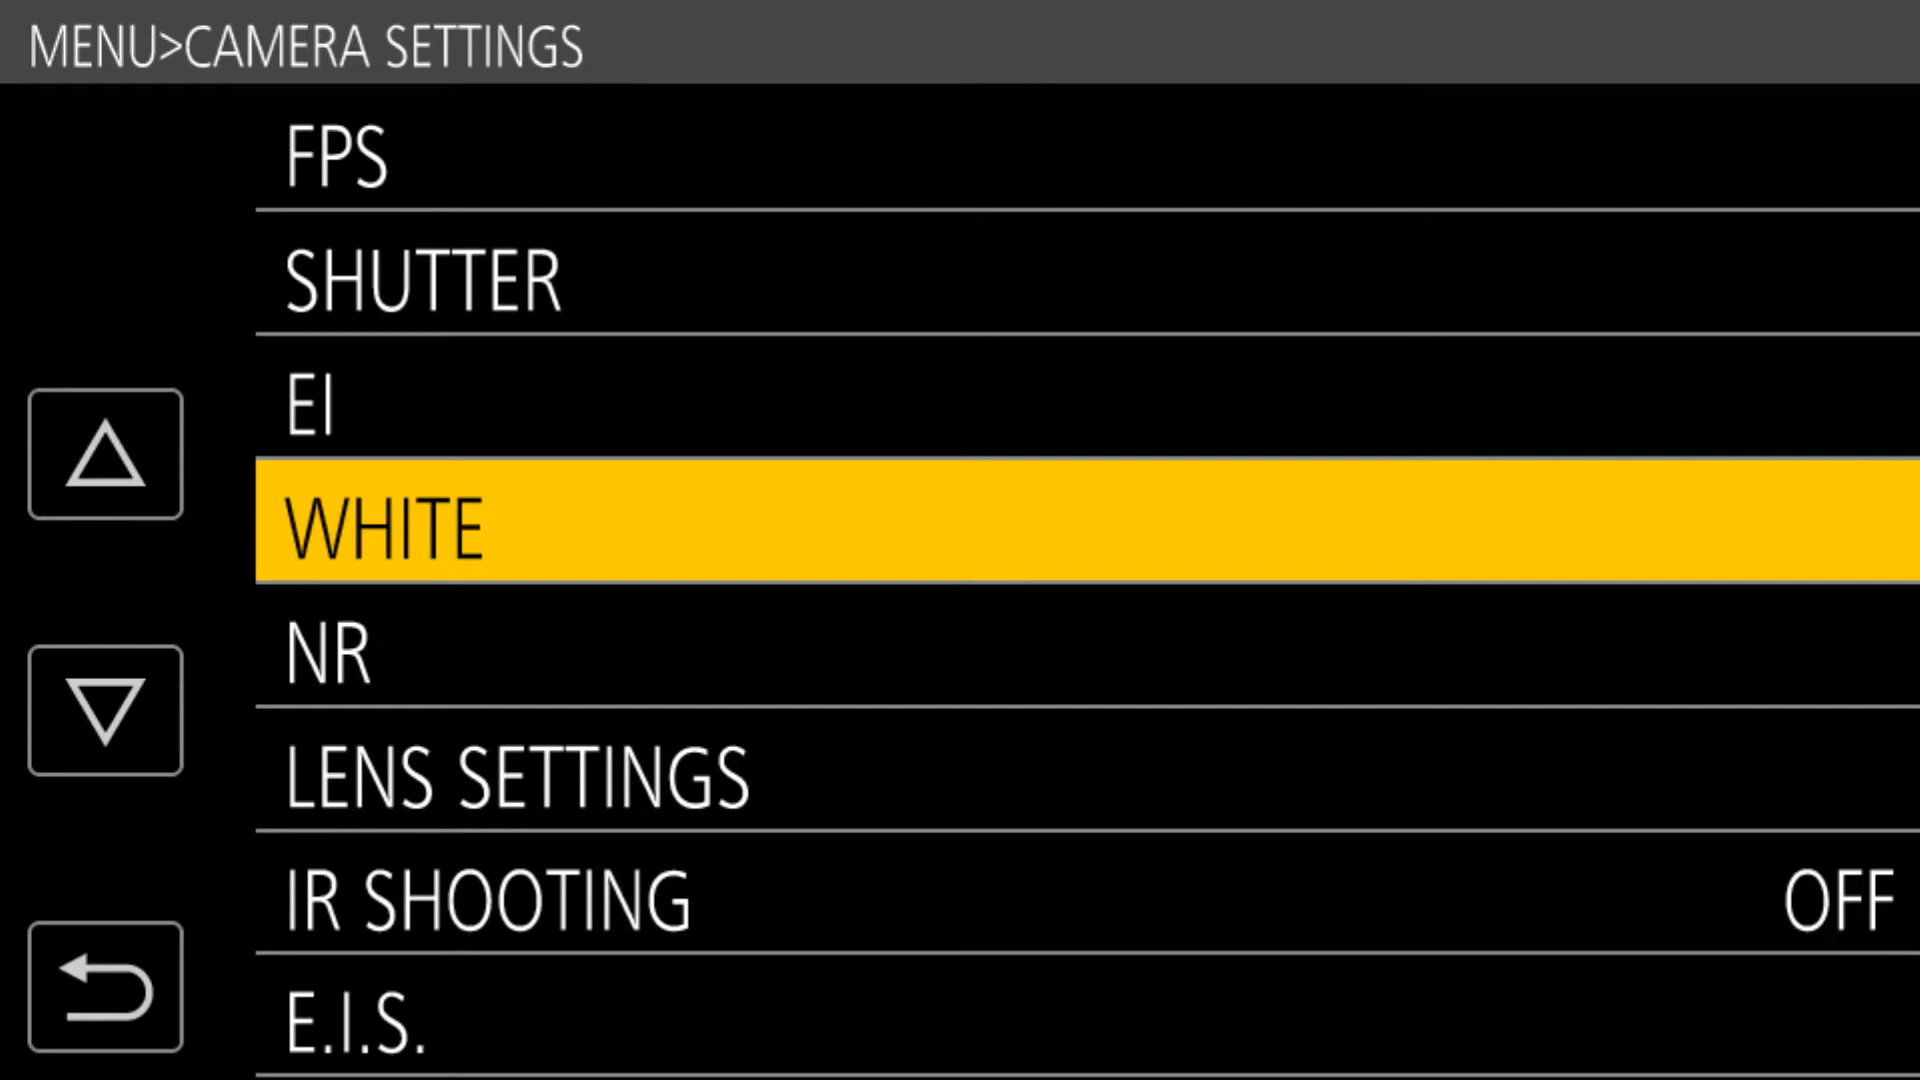 MENU>CAMERA SETTINGS
FPS
SHUTTER
EI
WHITE
NR
LENS SETTINGS
IR SHOOTING OFF
E.I.S.